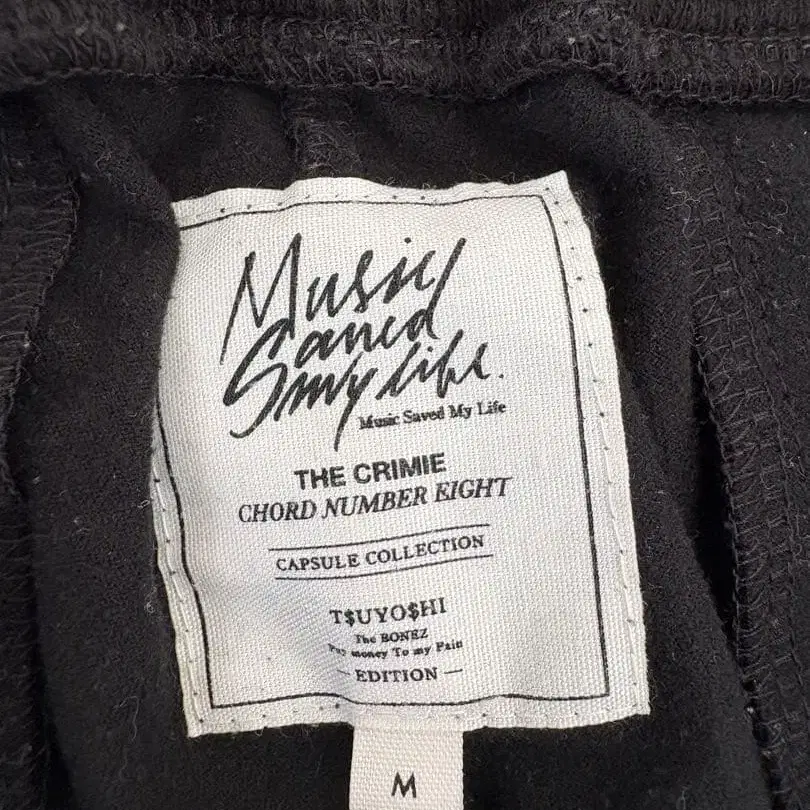 Music
Saved
My Life.
Music Saved My Life
THE CRIMIE
CHORD NUMBER EIGHT
CAPSULE COLLECTION
T$UYO$HI
The BONEZ
Pay money To my Pain
EDITION
M